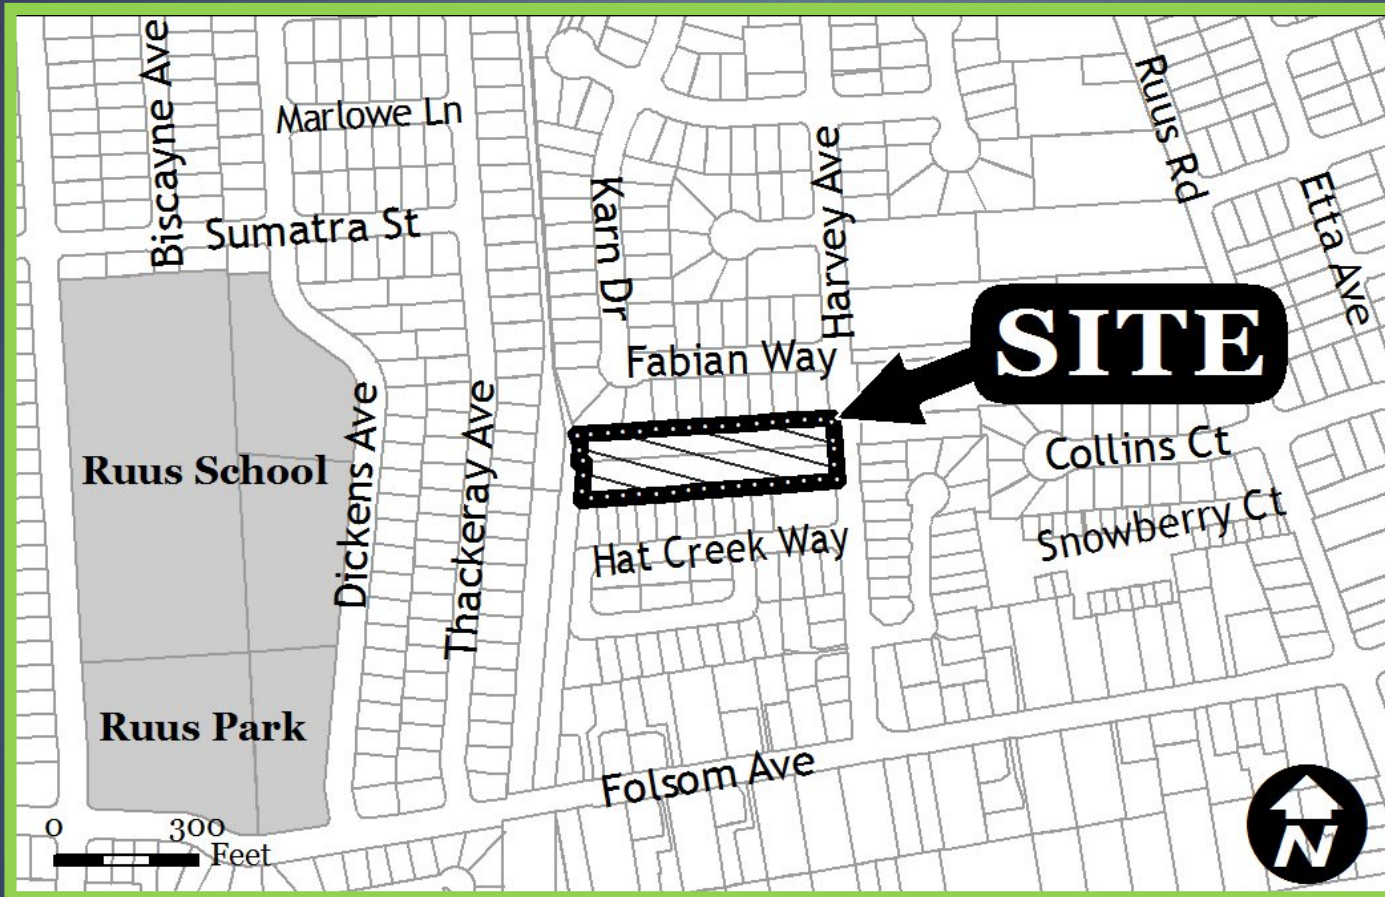 Biscayne Ave
Marlowe Ln
Sumatra St
Karn Dr
Harvey Ave
Ruus Rd
Etta Ave
SITE
Fabian Way
Ruus School
Dickens Ave
Thackeray Ave
Collins Ct
Snowberry Ct
Hat Creek Way
Ruus Park
Folsom Ave
0 300
Feet
N